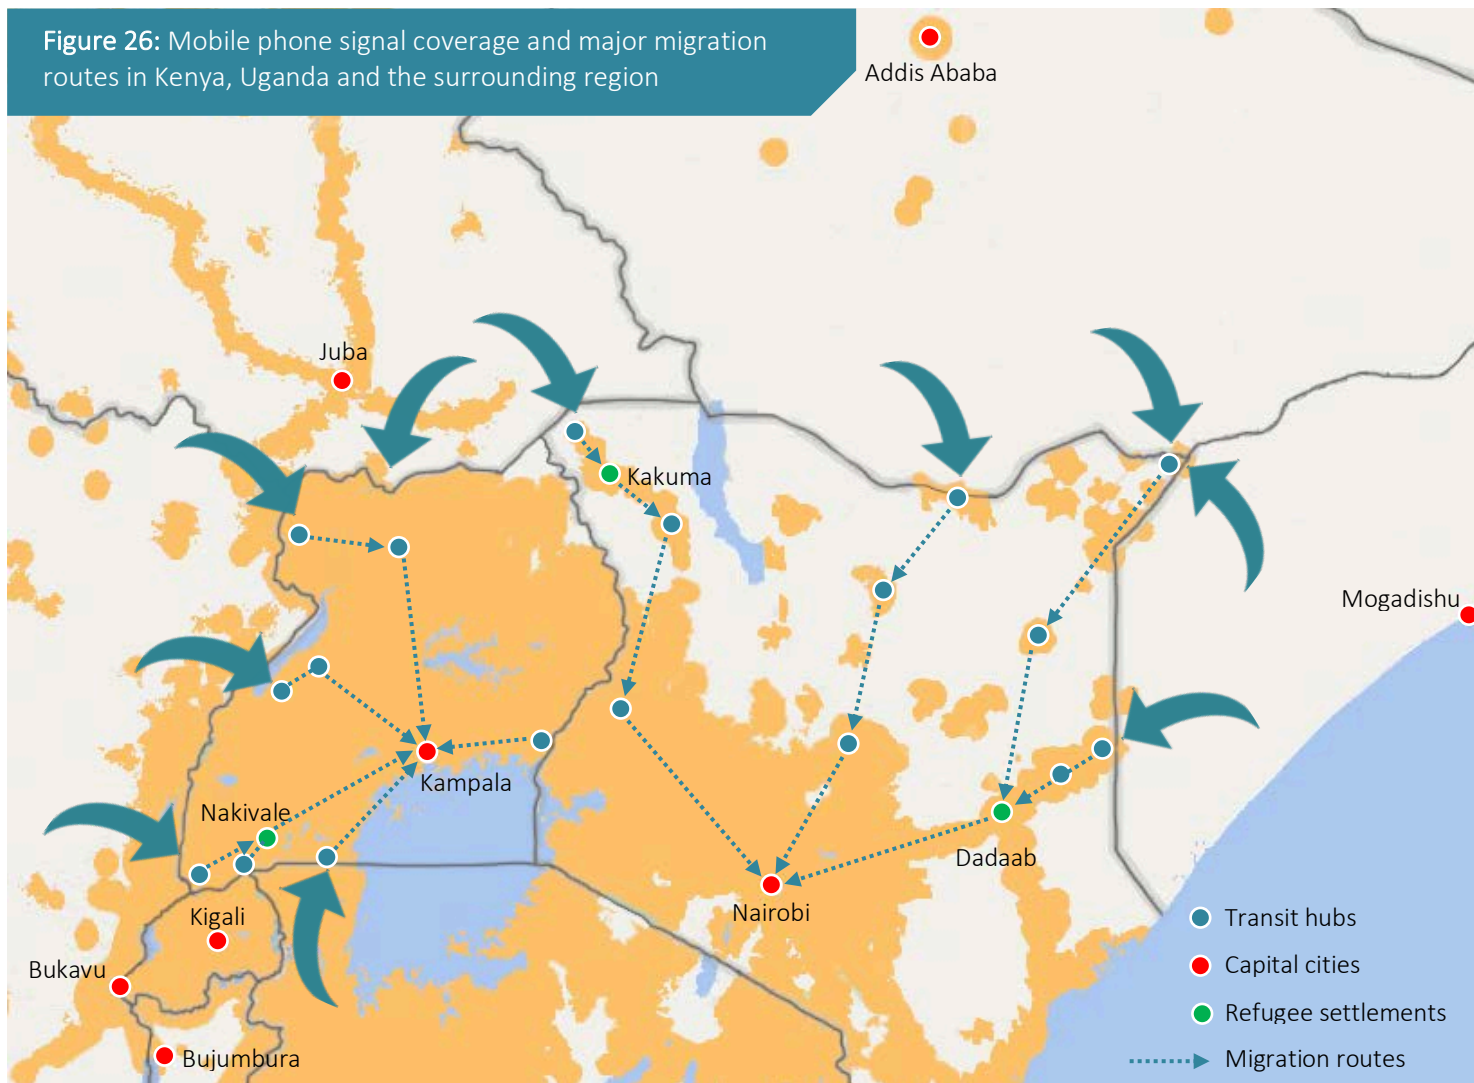 Figure 26: Mobile phone signal coverage and major migration
routes in Kenya, Uganda and the surrounding region
Addis Ababa
Juba
Kakuma
Mogadishu
Kampala
Nakivale
Dadaab
Nairobi
Kigali
Bukavu
Bujumbura
Transit hubs
Capital cities
Refugee settlements
Migration routes